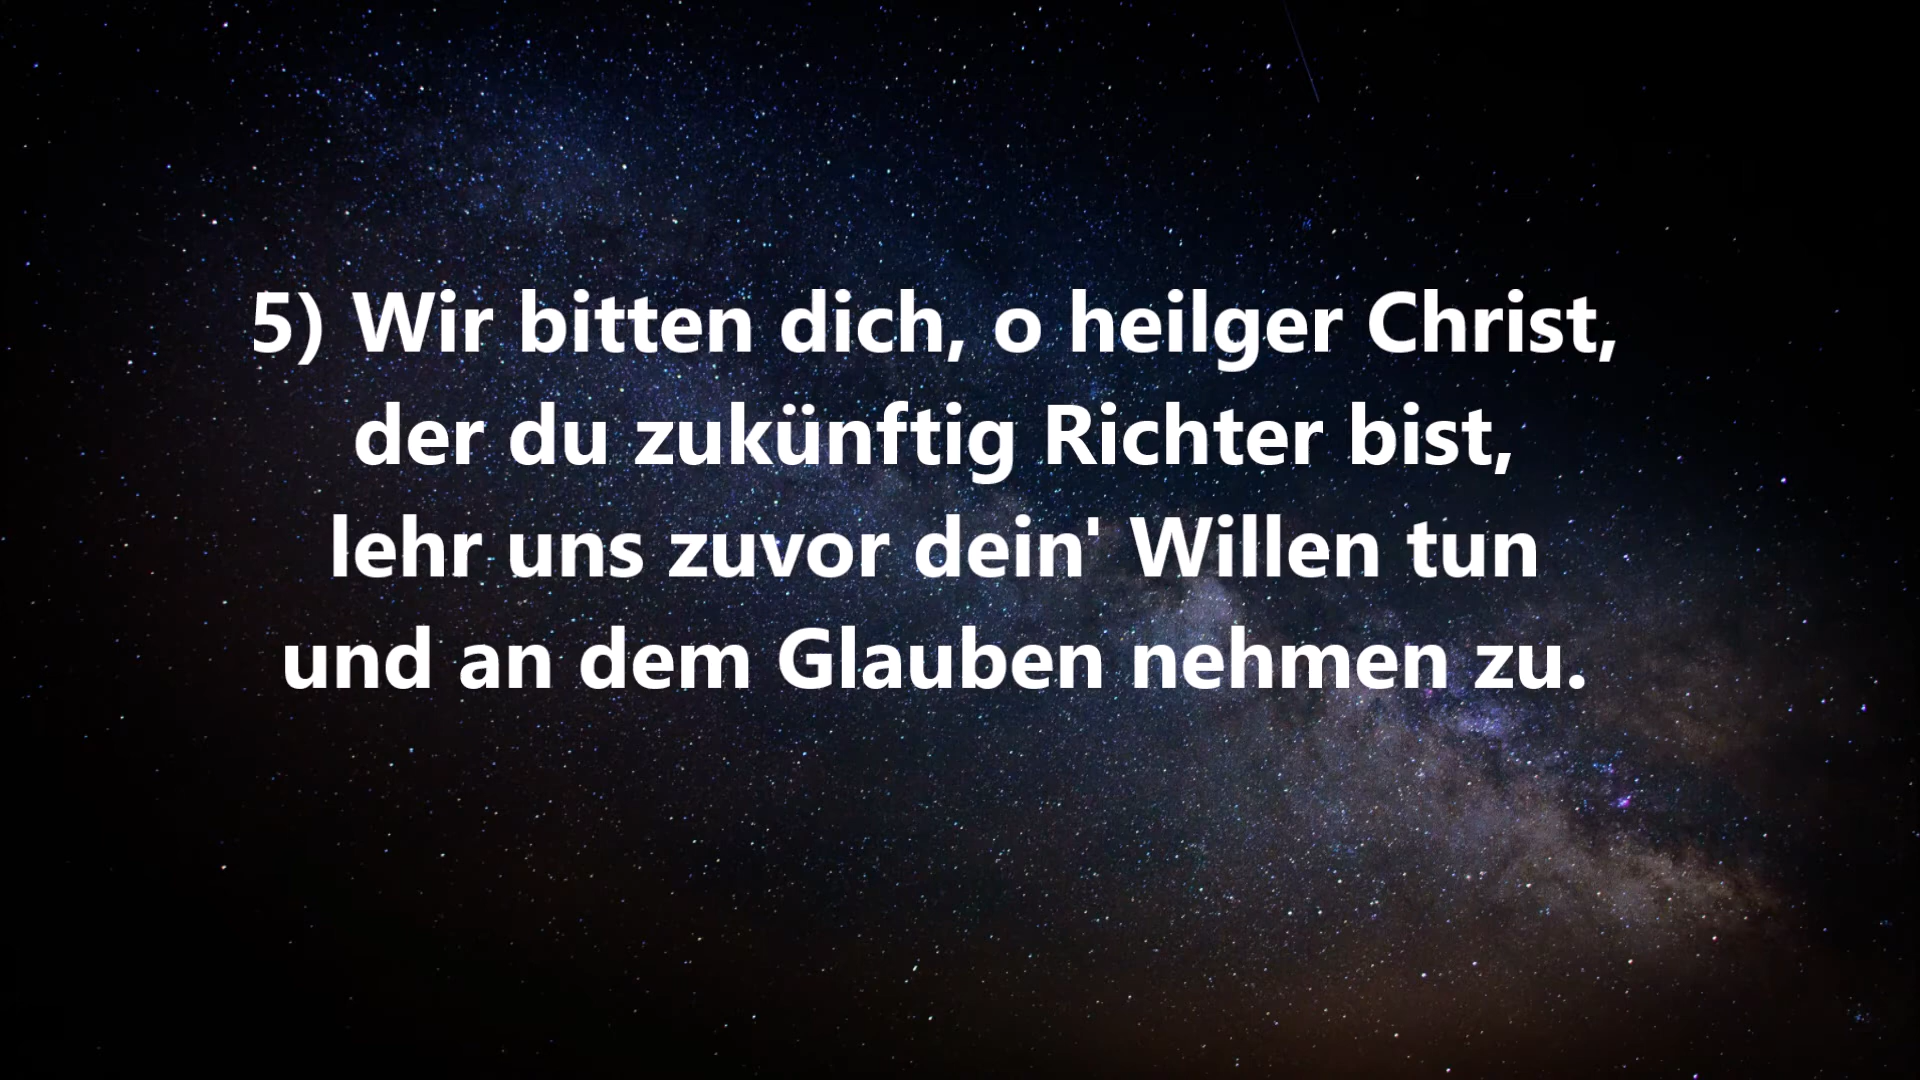 5) Wir bitten dich, o heilger Christ,
der du zukünftig Richter bist,
lehr uns zuvor dein' Willen tun
und an dem Glauben nehmen zu.